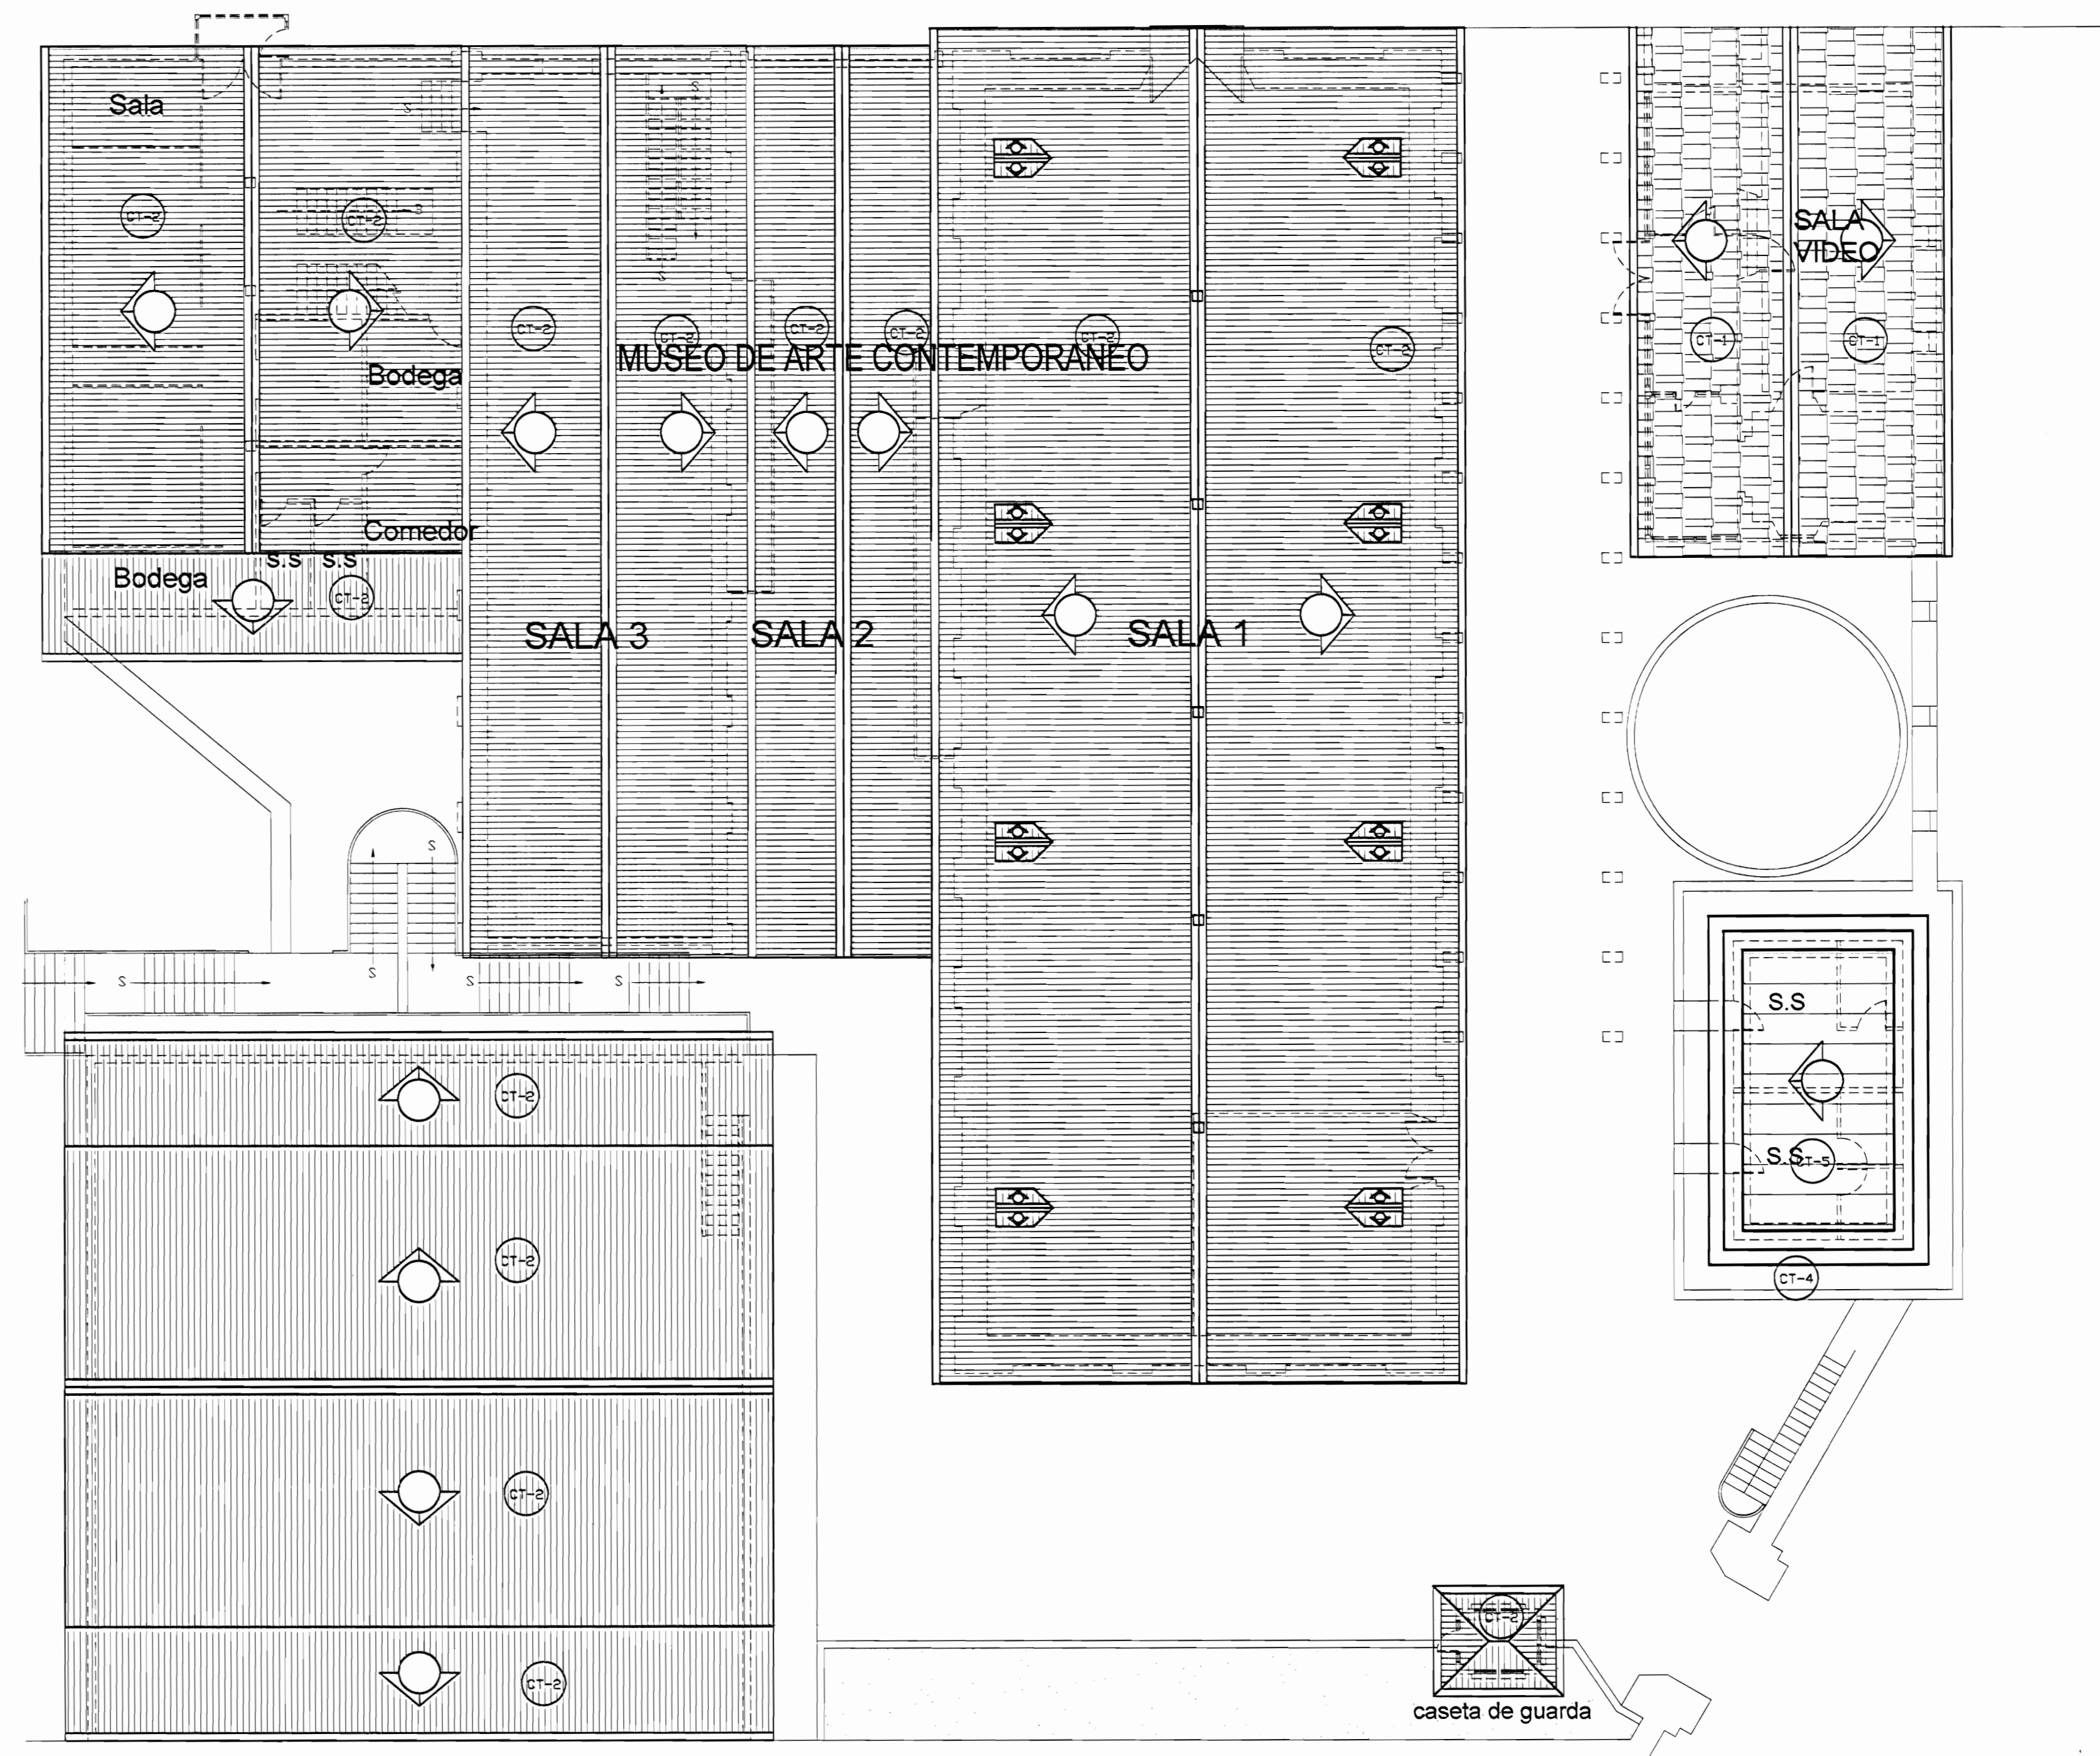 Sala
S
S
CT-2
CT-2
S
S
SALA
VIDEO
CT-2
CT-2
CT-2
CT-2
CT-2
CT-2
CT-1
CT-1
MUSEO DE ARTE CONTEMPORANEO
Bodega
Comedor
S.S
S.S
Bodega
CT-2
SALA 3
SALA 2
SALA 1
S
S
S
S
S
S.S
CT-2
S.S
CT-5
CT-2
CT-4
CT-2
CT-2
CT-2
caseta de guarda